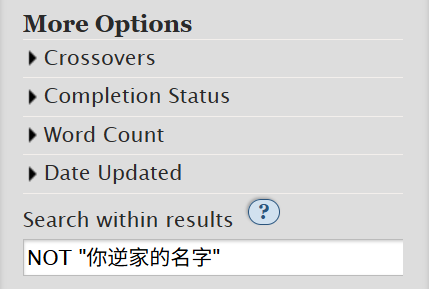 More Options
Crossovers
Completion Status
Word Count
Date Updated
Search within results ?
NOT "你逆家的名字"